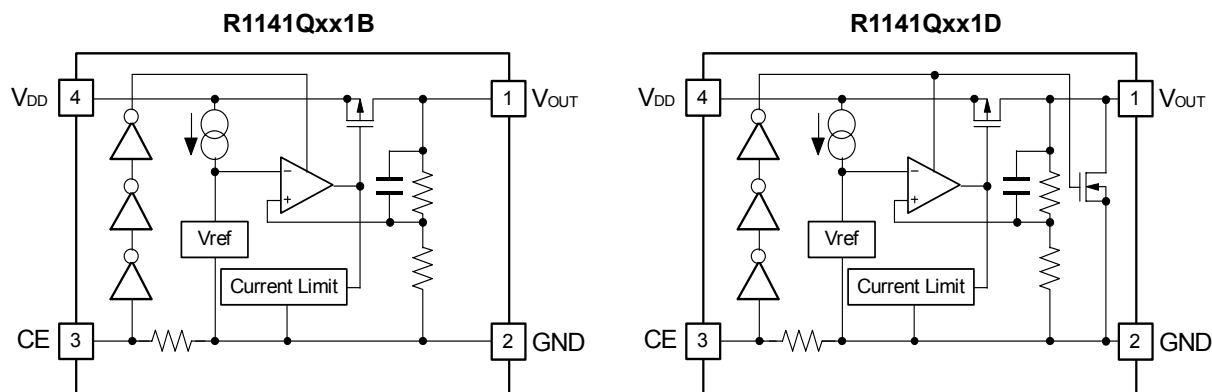 R1141Qxx1B
VDD 4
1 VOUT
−
+
Vref
Current Limit
CE 3
2 GND
R1141Qxx1D
VDD 4
1 VOUT
−
+
Vref
Current Limit
CE 3
2 GND